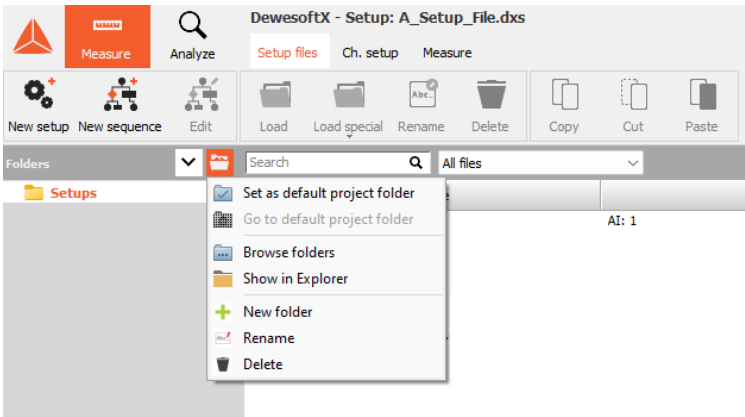 DewesoftX - Setup: A_Setup_File.dxs
Measure
Analyze
Setup files Ch. setup Measure
New setup New sequence Edit Load Load special Rename Delete Copy Cut Paste
Abc...
Folders
Search
All files
Setups
Set as default project folder
Go to default project folder
AI: 1
Browse folders
Show in Explorer
New folder
Rename
Delete